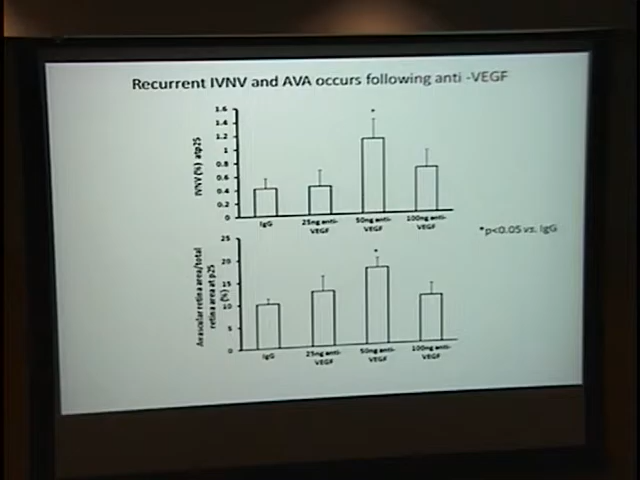 Recurrent IVNV and AVA occurs following anti -VEGF
IVNV (%) atp25
1.6
1.4
1.2
1
0.8
0.6
0.4
0.2
0
*
IgG
25ng anti-
VEGF
50ng anti-
VEGF
100ng anti-
VEGF
*p<0.05 vs. IgG
Avascular retina area/total
retina area at p25
(%)
25
20
15
10
5
0
*
IgG
25ng anti-
VEGF
50ng anti-
VEGF
100ng anti-
VEGF